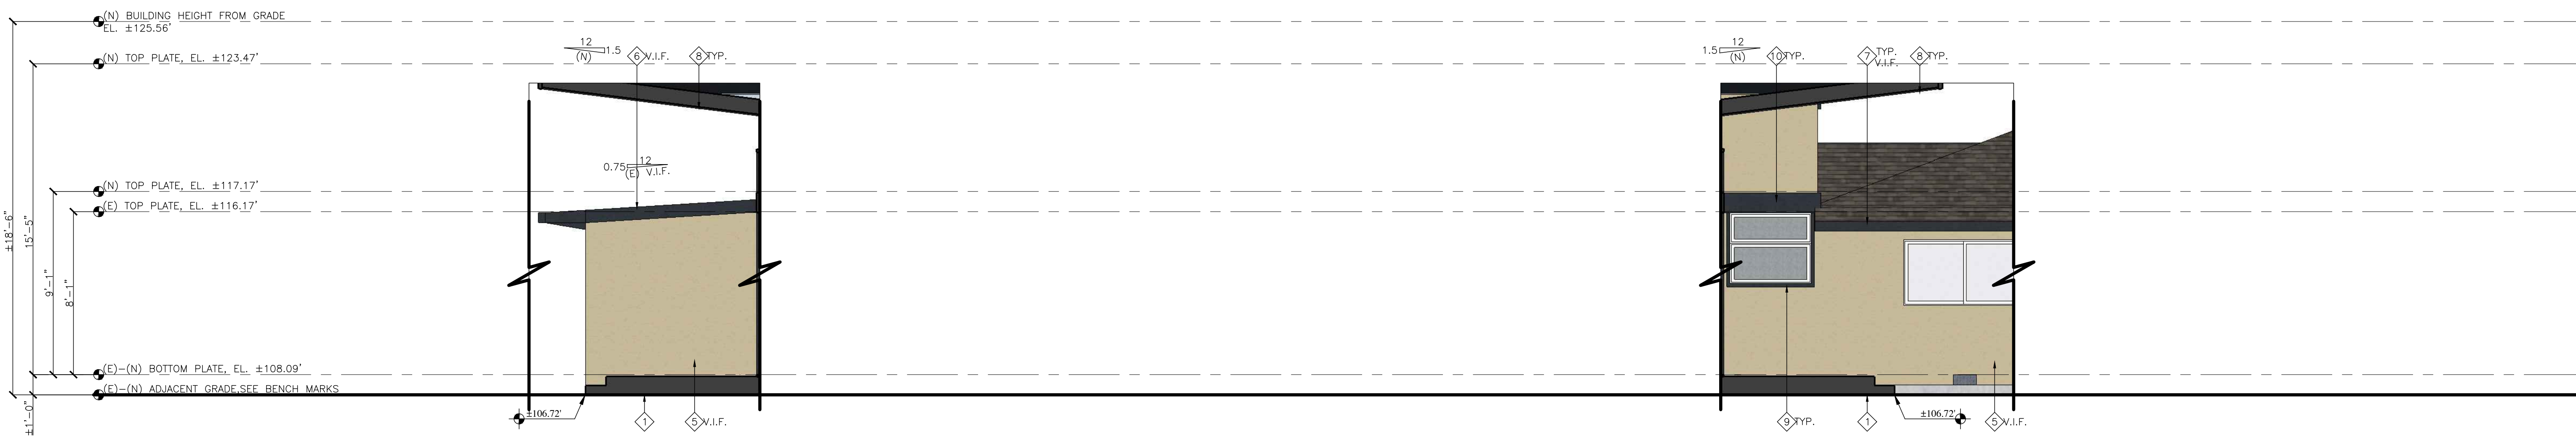 (N) BUILDING HEIGHT FROM GRADE
EL. ±125.56'
(N) TOP PLATE, EL. ±123.47'
(N) TOP PLATE, EL. ±117.17'
(E) TOP PLATE, EL. ±116.17'
(E)-(N) BOTTOM PLATE, EL. ±108.09'
(E)-(N) ADJACENT GRADE,SEE BENCH MARKS
±18'-6"
15'-5"
9'-1"
8'-1"
±1'-0"
12
1.5
(N)
6 V.I.F.
8 TYP.
12
0.75
(E) V.I.F.
±106.72'
1
5 V.I.F.
12
1.5
(N)
10 TYP.
7 TYP.
V.I.F.
8 TYP.
9 TYP.
1
±106.72'
5 V.I.F.